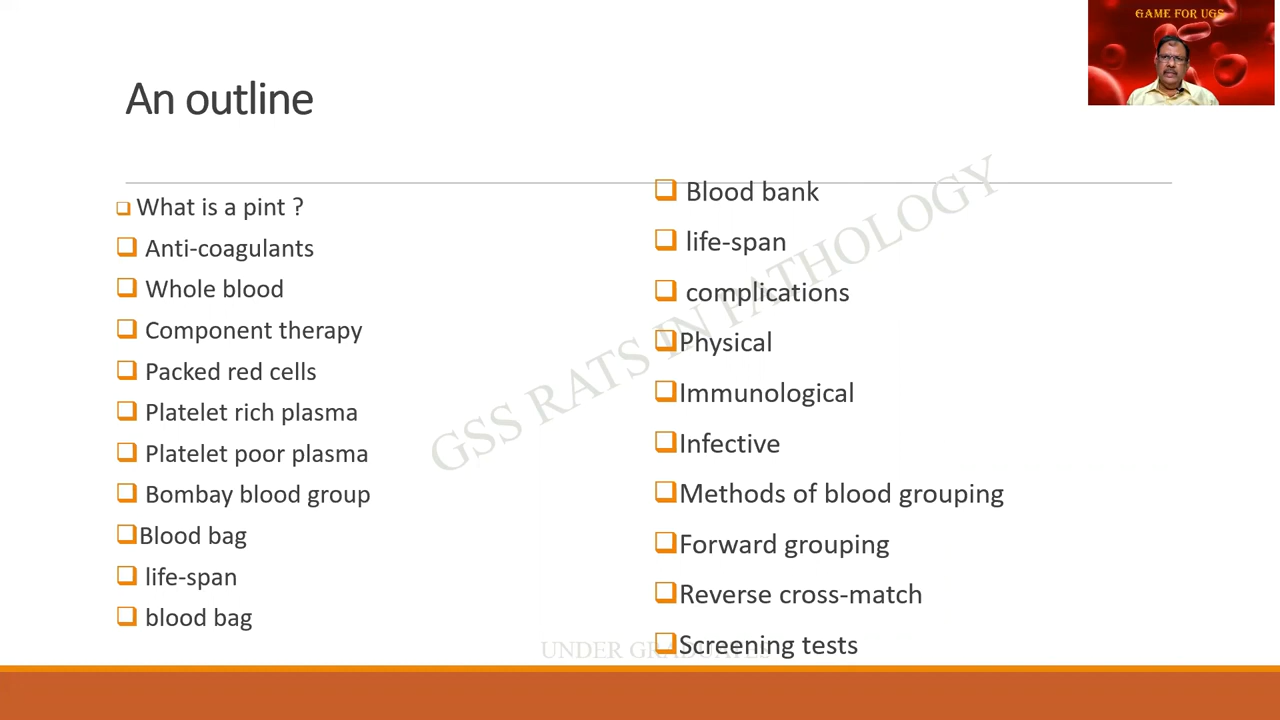 GAME FOR UGS
An outline
What is a pint ?
Anti-coagulants
Whole blood
Component therapy
Packed red cells
Platelet rich plasma
Platelet poor plasma
Bombay blood group
Blood bag
life-span
blood bag
Blood bank
life-span
complications
Physical
Immunological
Infective
Methods of blood grouping
Forward grouping
Reverse cross-match
Screening tests
GSS RATS IN PATHOLOGY
UNDER GRADUATES